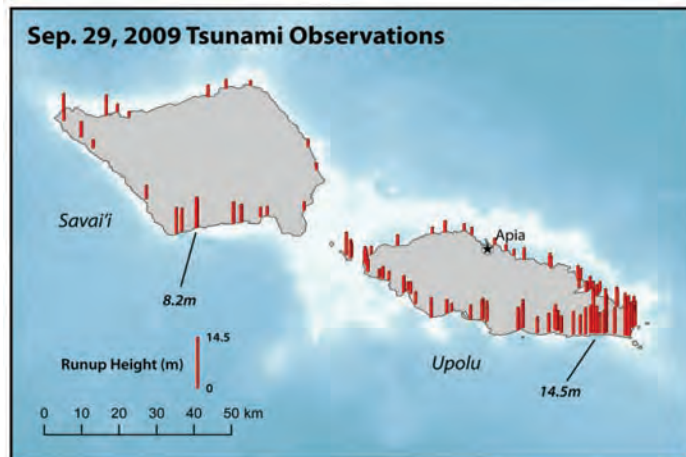 Sep. 29, 2009 Tsunami Observations
Apia
Savai'i
8.2m
14.5
Runup Height (m)
0
Upolu
14.5m
0 10 20 30 40 50 km